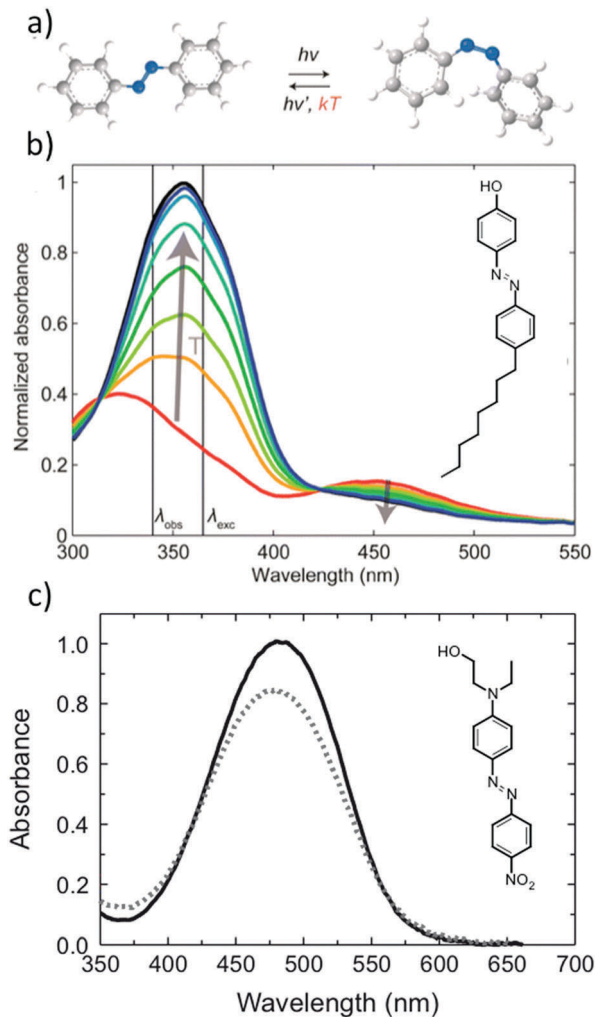 a)
hν
hν', kT
b)
1
0.8
0.6
0.4
0.2
0
Normalized absorbance
T
λobs
λexc
300
350
400
450
500
550
Wavelength (nm)
HO
N
N
c)
1.0
0.8
0.6
0.4
0.2
0.0
Absorbance
350
400
450
500
550
600
650
700
Wavelength (nm)
HO
N
N
N
NO2